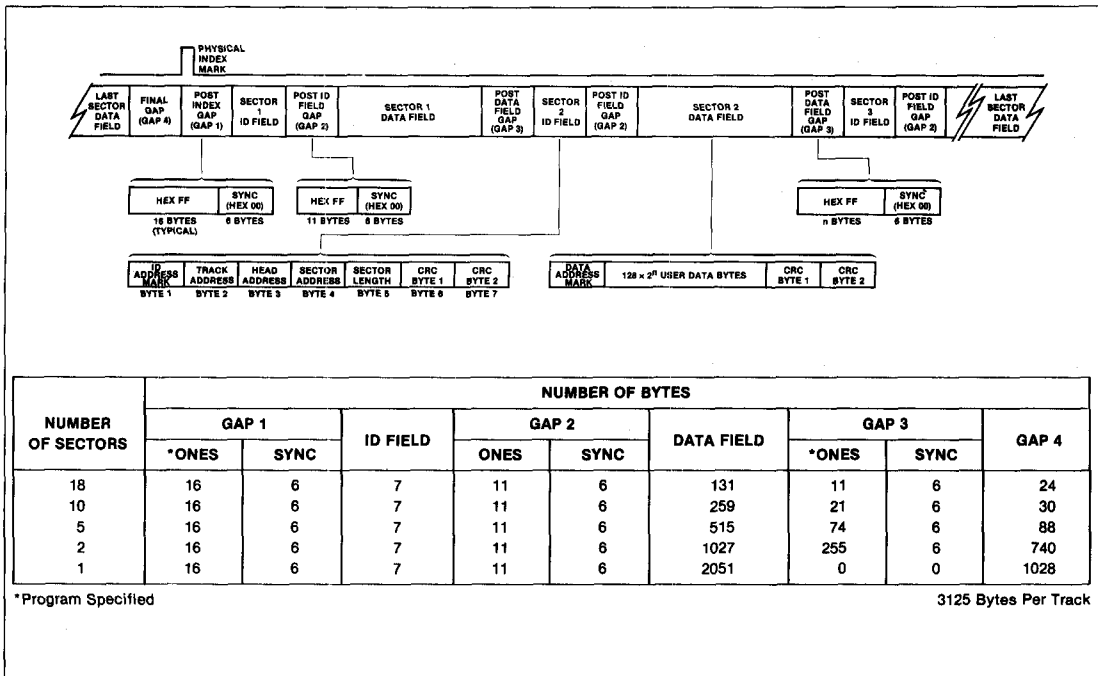 PHYSICAL
INDEX
MARK
LAST
SECTOR
DATA
FIELD
FINAL
GAP
(GAP 4)
POST
INDEX
GAP
(GAP 1)
SECTOR
1
ID FIELD
POST ID
FIELD
GAP
(GAP 2)
SECTOR 1
DATA FIELD
POST
DATA
FIELD
GAP
(GAP 3)
SECTOR
2
ID FIELD
POST ID
FIELD
GAP
(GAP 2)
SECTOR 2
DATA FIELD
POST
DATA
FIELD
GAP
(GAP 3)
SECTOR
3
ID FIELD
POST ID
FIELD
GAP
(GAP 2)
LAST
SECTOR
DATA
FIELD
HEX FF
SYNC
(HEX 00)
16 BYTES
(TYPICAL)
6 BYTES
HEX FF
SYNC
(HEX 00)
11 BYTES
6 BYTES
HEX FF
SYNC
(HEX 00)
n BYTES
6 BYTES
ID
ADDRESS
MARK
TRACK
ADDRESS
HEAD
ADDRESS
SECTOR
ADDRESS
SECTOR
LENGTH
CRC
BYTE 1
CRC
BYTE 2
BYTE 1 BYTE 2 BYTE 3 BYTE 4 BYTE 5 BYTE 6 BYTE 7
DATA
ADDRESS
MARK
128 x 2ⁿ USER DATA BYTES
CRC
BYTE 1
CRC
BYTE 2
NUMBER OF BYTES
NUMBER
OF SECTORS
GAP 1 ID FIELD GAP 2 DATA FIELD GAP 3 GAP 4
*ONES SYNC ONES SYNC *ONES SYNC
18 16 6 7 11 6 131 11 6 24
10 16 6 7 11 6 259 21 6 30
5 16 6 7 11 6 515 74 6 88
2 16 6 7 11 6 1027 255 6 740
1 16 6 7 11 6 2051 0 0 1028
*Program Specified
3125 Bytes Per Track